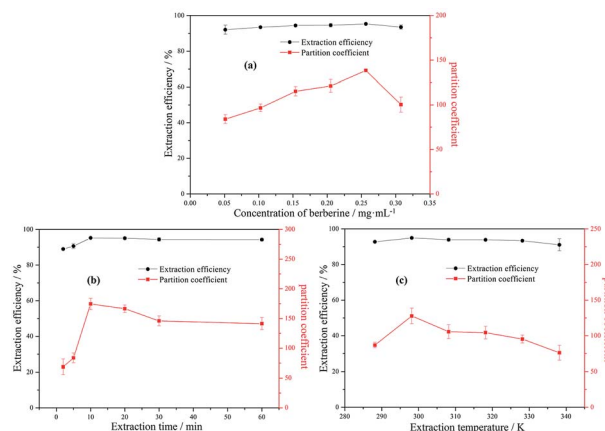 100
80
60
40
20
0
Extraction efficiency / %
Extraction efficiency
Partition coefficient
(a)
200
150
100
50
0
partition coefficient
0.00 0.05 0.10 0.15 0.20 0.25 0.30 0.35
Concentration of berberine / mg·mL⁻¹
100
80
60
40
20
0
Extraction efficiency / %
(b)
Extraction efficiency
Partition coefficient
300
250
200
150
100
50
0
partition coefficient
0 10 20 30 40 50 60
Extraction time / min
100
80
60
40
20
0
Extraction efficiency / %
(c)
Extraction efficiency
Partition coefficient
250
200
150
100
50
0
280 290 300 310 320 330 340
Extraction temperature / K